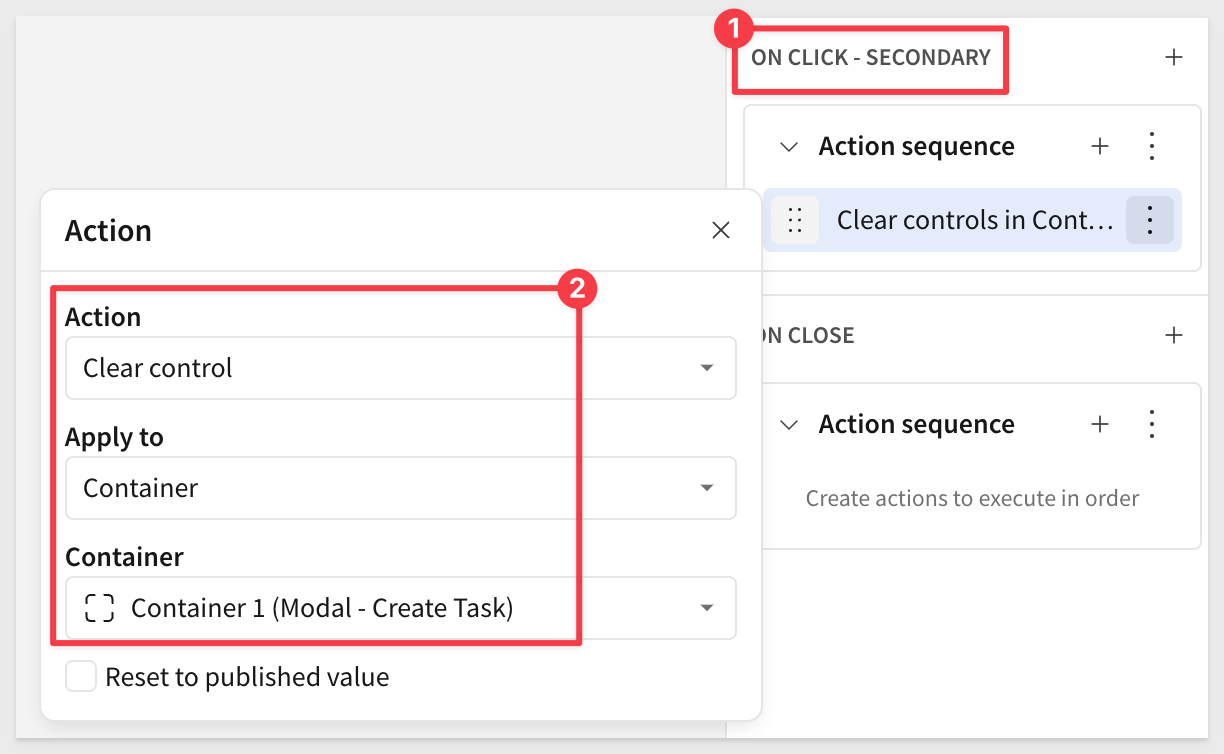 1
ON CLICK - SECONDARY
Action sequence
Clear controls in Cont...
Action
2
Action
Clear control
Apply to
Container
Container
Container 1 (Modal - Create Task)
Reset to published value
ON CLOSE
Action sequence
Create actions to execute in order